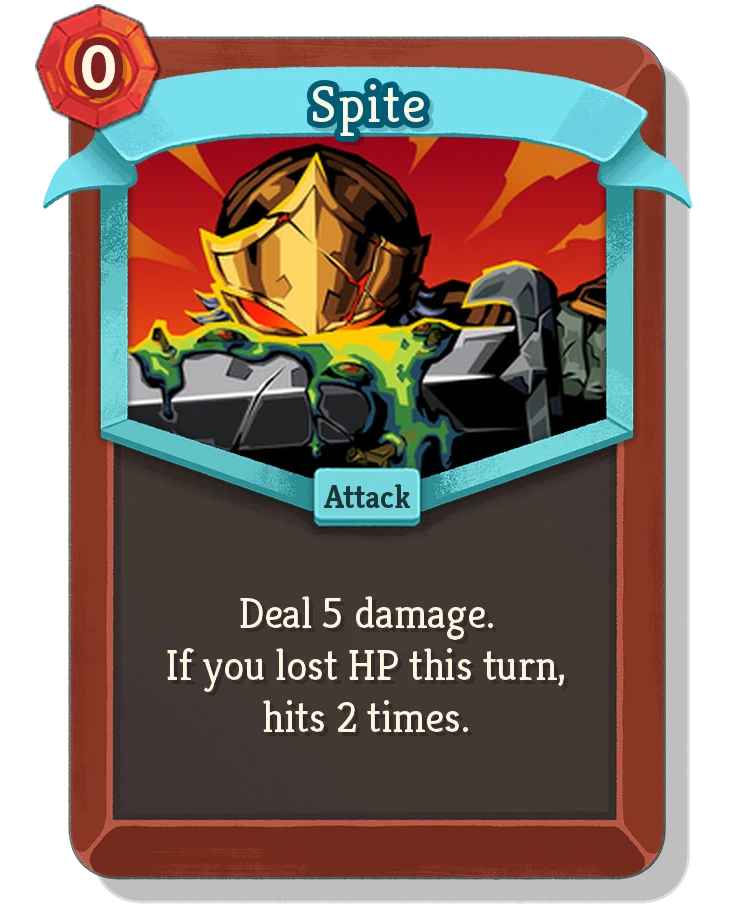 0
Spite
Attack
Deal 5 damage.
If you lost HP this turn,
hits 2 times.